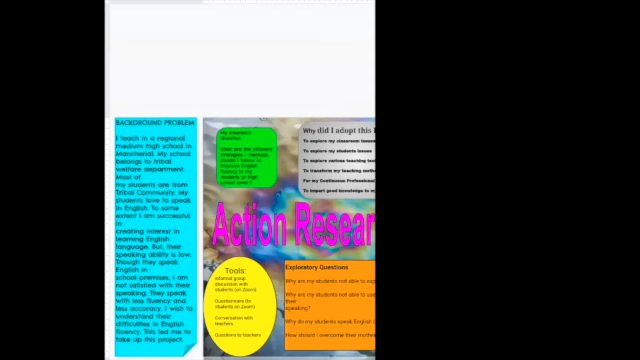 BACKGROUND PROBLEM
I teach in a regional
medium high school in
Mancherial. My school
belongs to tribal
welfare department.
Most of
my students are from
Tribal Community. My
students love to speak
in English. To some
extent I am successful
in
creating interest in
learning English
language. But, their
speaking ability is low.
Though they speak
English in
school premises, I am
not satisfied with their
speaking. They speak
with less fluency and
less accuracy. I wish to
understand their
difficulties in English
fluency. This led me to
take up this project.
My Research
Question:
What are the different
strategies / methods
should I tailor to
improve English
fluency in my
students at high
school level?
Why did I adopt this
To explore my classroom
To explore my students issues
To explore various teaching
To transform my teaching
For my Continuous Professional
To impart good knowledge to
Action Resear
Tools:
Informal group
discussion with
students (on Zoom)
Questionnaire (to
students on Zoom)
Conversation with
teachers
Questions to teachers
Exploratory Questions
Why are my students not able to
Why are my students not able to
their
speaking?
Why do my students speak English
How should I overcome their